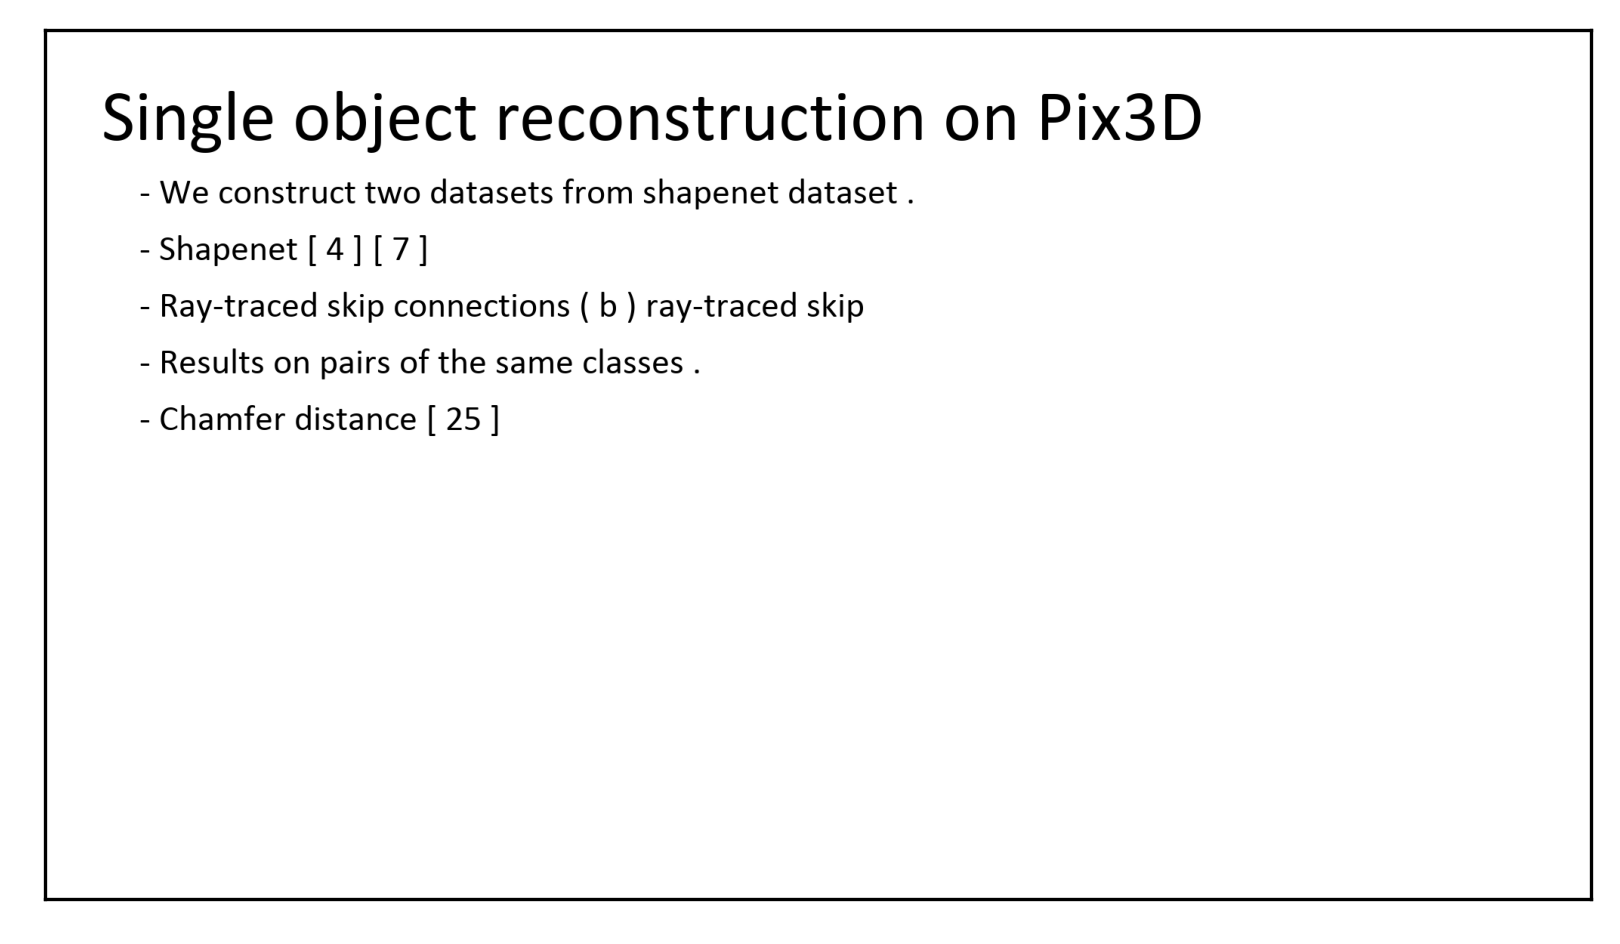 Single object reconstruction on Pix3D
- We construct two datasets from shapenet dataset .
- Shapenet [ 4 ] [ 7 ]
- Ray-traced skip connections ( b ) ray-traced skip
- Results on pairs of the same classes .
- Chamfer distance [ 25 ]